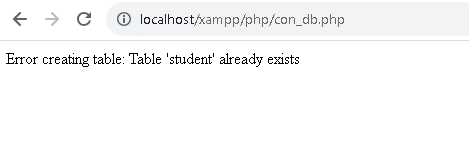 localhost/xampp/php/con_db.php
Error creating table: Table 'student' already exists